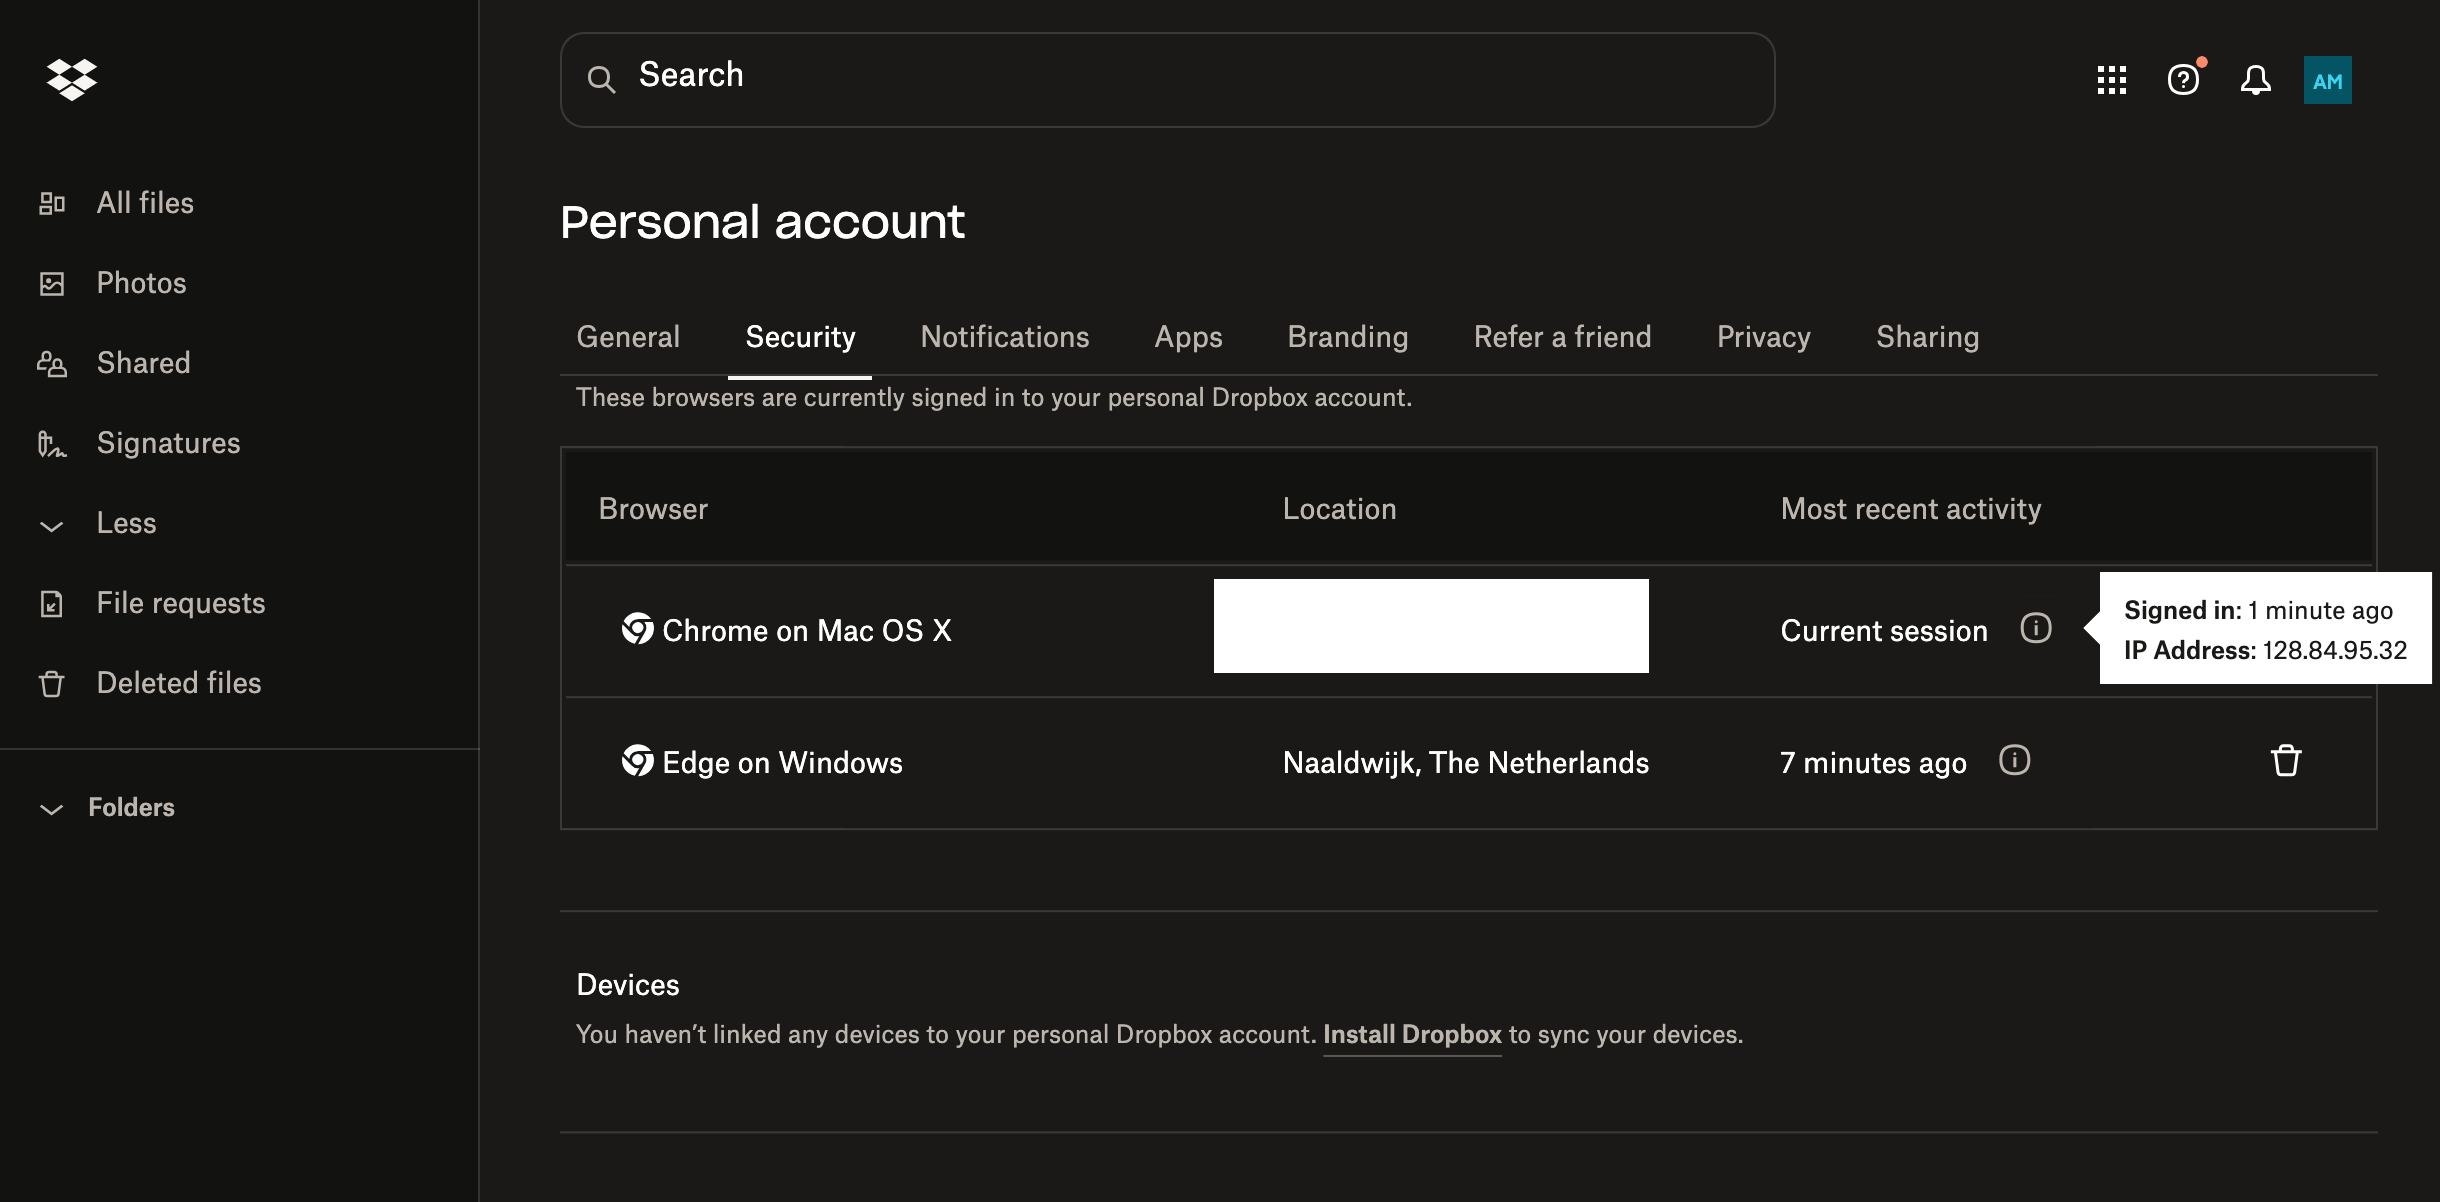 Search
AM
All files
Photos
Shared
Signatures
Less
File requests
Deleted files
Folders
Personal account
General Security Notifications Apps Branding Refer a friend Privacy Sharing
These browsers are currently signed in to your personal Dropbox account.
Browser Location Most recent activity
Chrome on Mac OS X Current session
Signed in: 1 minute ago
IP Address: 128.84.95.32
Edge on Windows Naaldwijk, The Netherlands 7 minutes ago
Devices
You haven’t linked any devices to your personal Dropbox account. Install Dropbox to sync your devices.